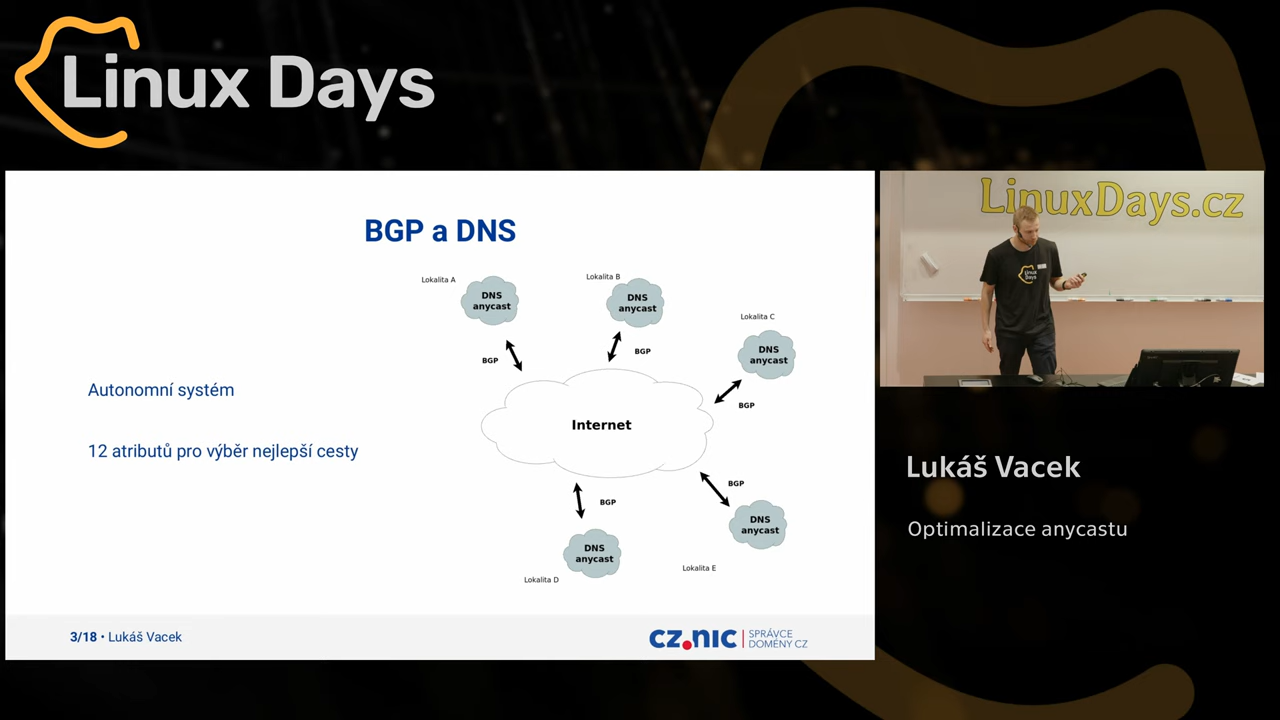 Linux Days
BGP a DNS
Lokalita A
DNS
anycast
Lokalita B
DNS
anycast
Lokalita C
DNS
anycast
BGP
BGP
BGP
Autonomní systém
12 atributů pro výběr nejlepší cesty
Internet
BGP
BGP
DNS
anycast
Lokalita D
DNS
anycast
Lokalita E
3/18 • Lukáš Vacek
CZ.NIC
SPRÁVCE
DOMÉNY CZ
LinuxDays.cz
Linux
Days
Lukáš Vacek
Optimalizace anycastu